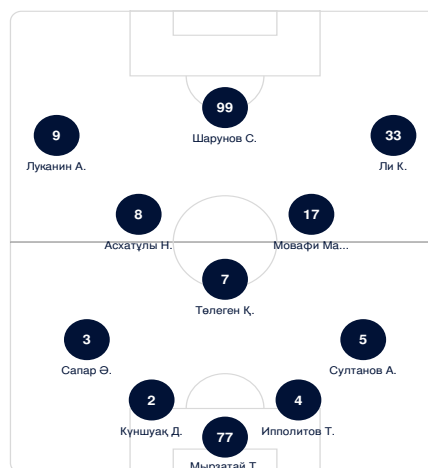 99
Шарунов С.
9
33
Луканин А.
Ли К.
8
17
Асхатұлы Н.
Мовафи Ма...
7
Төлеген Қ.
3
5
Сапар Ә.
Султанов А.
2
4
Күншуақ Д.
Ипполитов Т.
77
Мырзатай Т.